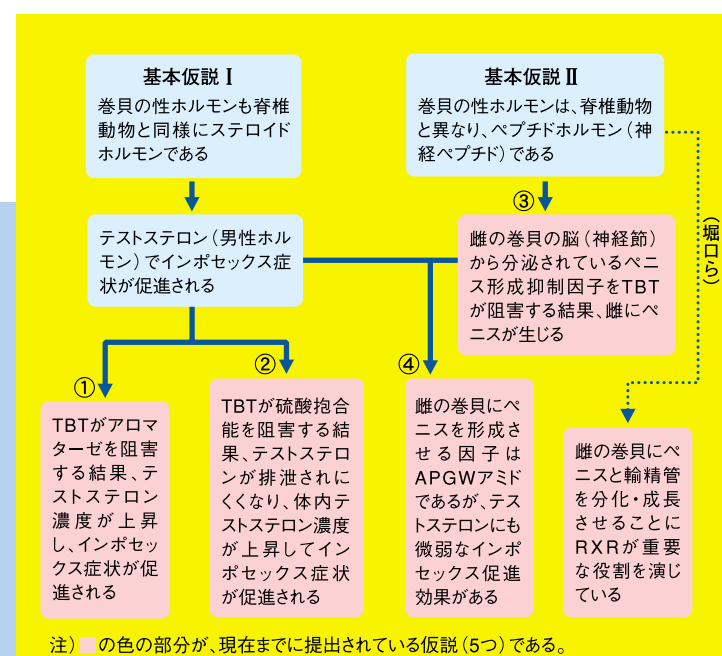 基本仮説Ⅰ
巻貝の性ホルモンも脊椎
動物と同様にステロイド
ホルモンである
基本仮説Ⅱ
巻貝の性ホルモンは、脊椎動物
と異なり、ペプチドホルモン（神
経ペプチド）である
テストステロン（男性ホル
モン）でインポセックス症
状が促進される
③
雌の巻貝の脳（神経節）
から分泌されているペニ
ス形成抑制因子をTBT
が阻害する結果、雌にペ
ニスが生じる
（堀口ら）
①
TBTがアロマ
ターゼを阻害
する結果、テ
ストステロン
濃度が上昇
し、インポセッ
クス症状が促
進される
②
TBTが硫酸抱合
能を阻害する結
果、テストステロ
ンが排泄されに
くくなり、体内テ
ストステロン濃度
が上昇してイン
ポセックス症状
が促進される
④
雌の巻貝にペ
ニスを形成さ
せる因子は
APGWアミド
であるが、テス
トステロンにも
微弱なインポ
セックス促進
効果がある
雌の巻貝にペ
ニスと輸精管
を分化・成長
させることに
RXRが重要
な役割を演じ
ている
注）■の色の部分が、現在までに提出されている仮説（5つ）である。